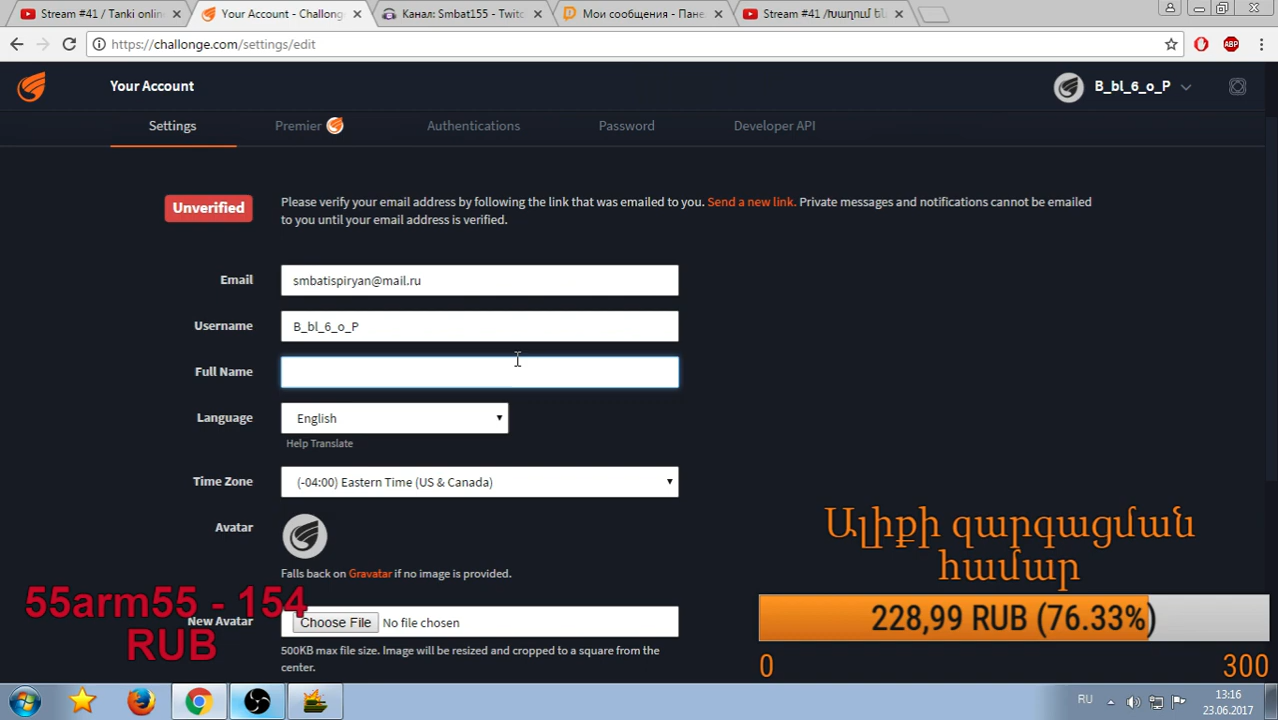 Stream #41 / Tanki onlin
Your Account - Challong
Канал: Smbat155 - Twitc
Мои сообщения - Пане
Stream #41 /Խաղում են
https://challonge.com/settings/edit
ABP
Your Account
B_bl_6_o_P
Settings
Premier
Authentications
Password
Developer API
Unverified
Please verify your email address by following the link that was emailed to you. Send a new link. Private messages and notifications cannot be emailed
to you until your email address is verified.
Email
smbatispiryan@mail.ru
Username
B_bl_6_o_P
Full Name
Language
English
Help Translate
Time Zone
(-04:00) Eastern Time (US & Canada)
Avatar
Falls back on Gravatar if no image is provided.
New Avatar
Choose File No file chosen
500KB max file size. Image will be resized and cropped to a square from the
center.
55arm55 - 154
RUB
Ալիքի զարգացման
համար
228,99 RUB (76.33%)
0
300
RU
13:16
23.06.2017